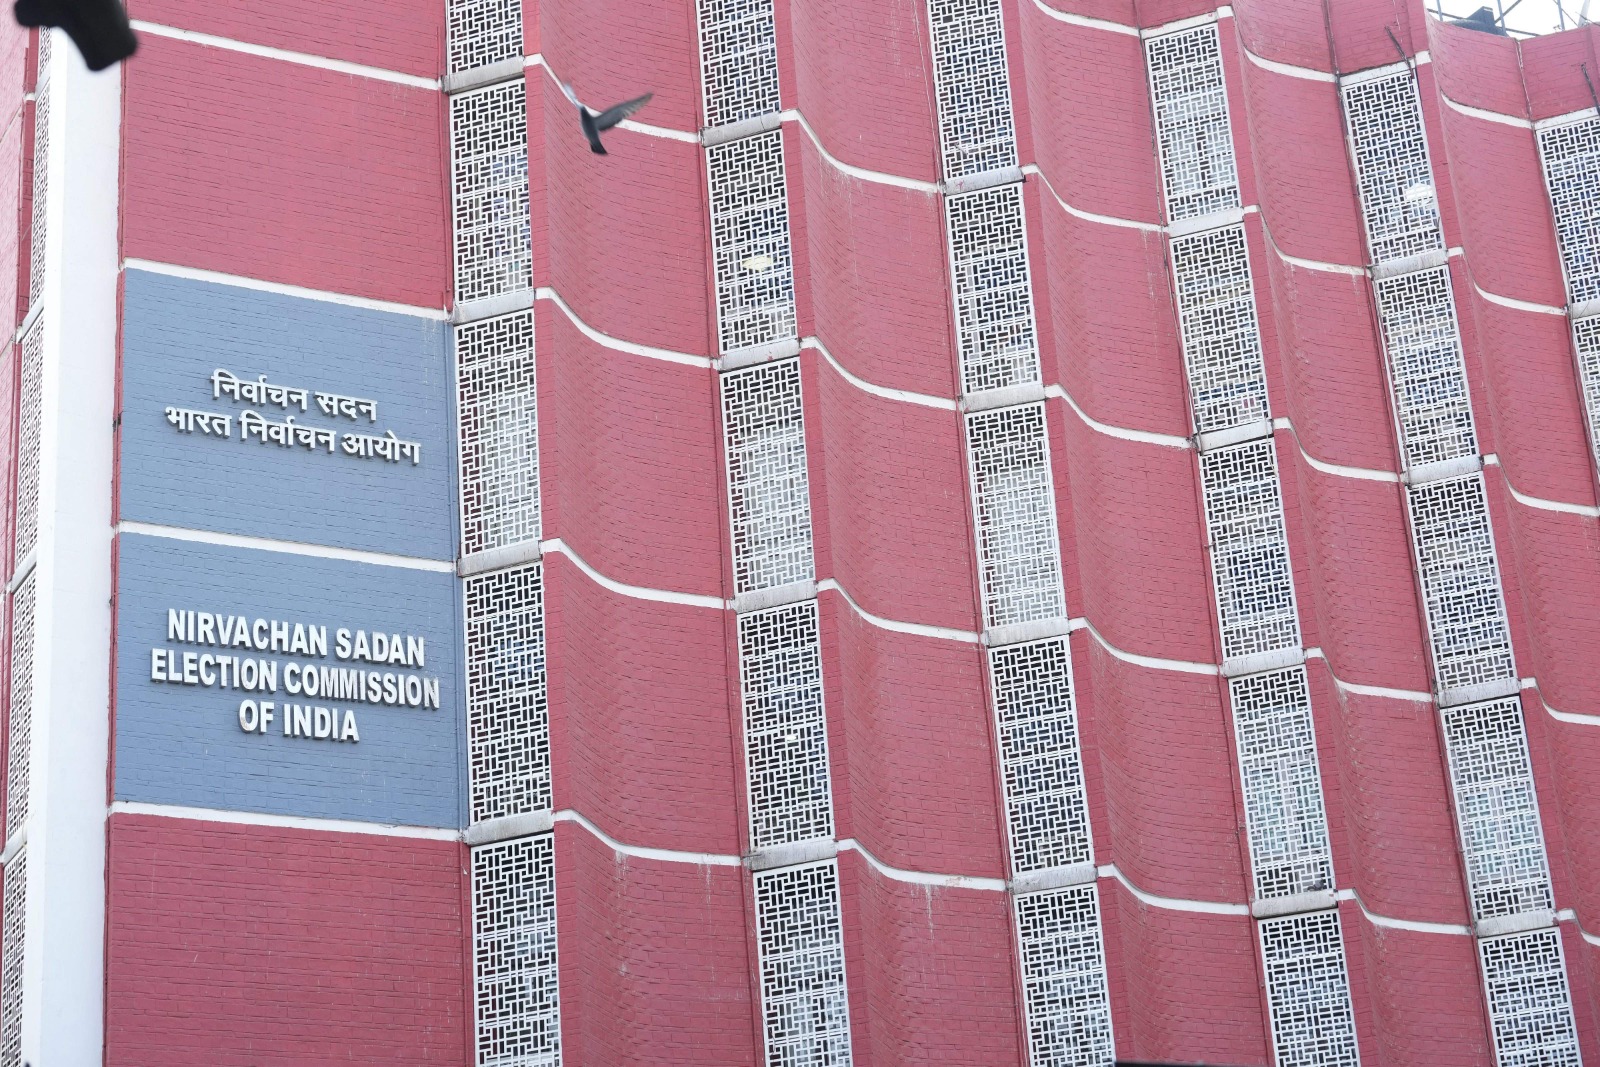 निर्वाचन सदन
भारत निर्वाचन आयोग
NIRVACHAN SADAN
ELECTION COMMISSION
OF INDIA